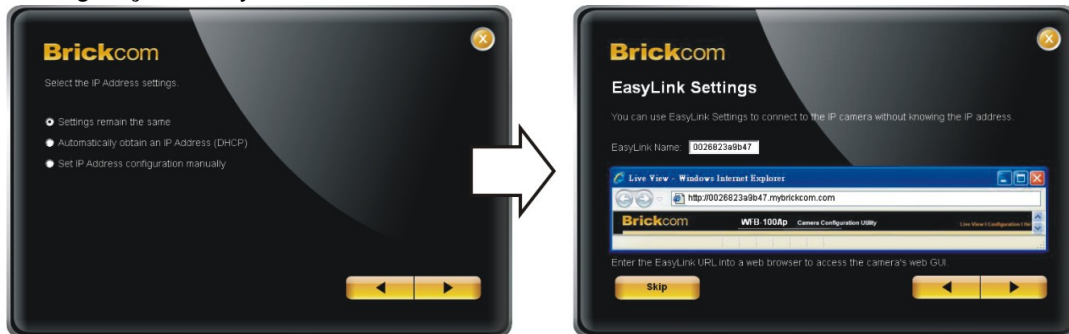 Brickcom
Select the IP Address settings.
Settings remain the same
Automatically obtain an IP Address (DHCP)
Set IP Address configuration manually
Brickcom
EasyLink Settings
You can use EasyLink Settings to connect to the IP camera without knowing the IP address.
EasyLink Name: 0026823a9b47
Live View - Windows Internet Explorer
http://0026823a9b47.mybrickcom.com
Brickcom WFB-100Ap Camera Configuration Utility Live View I Configuration I
Enter the EasyLink URL into a web browser to access the camera's web GUI.
Skip